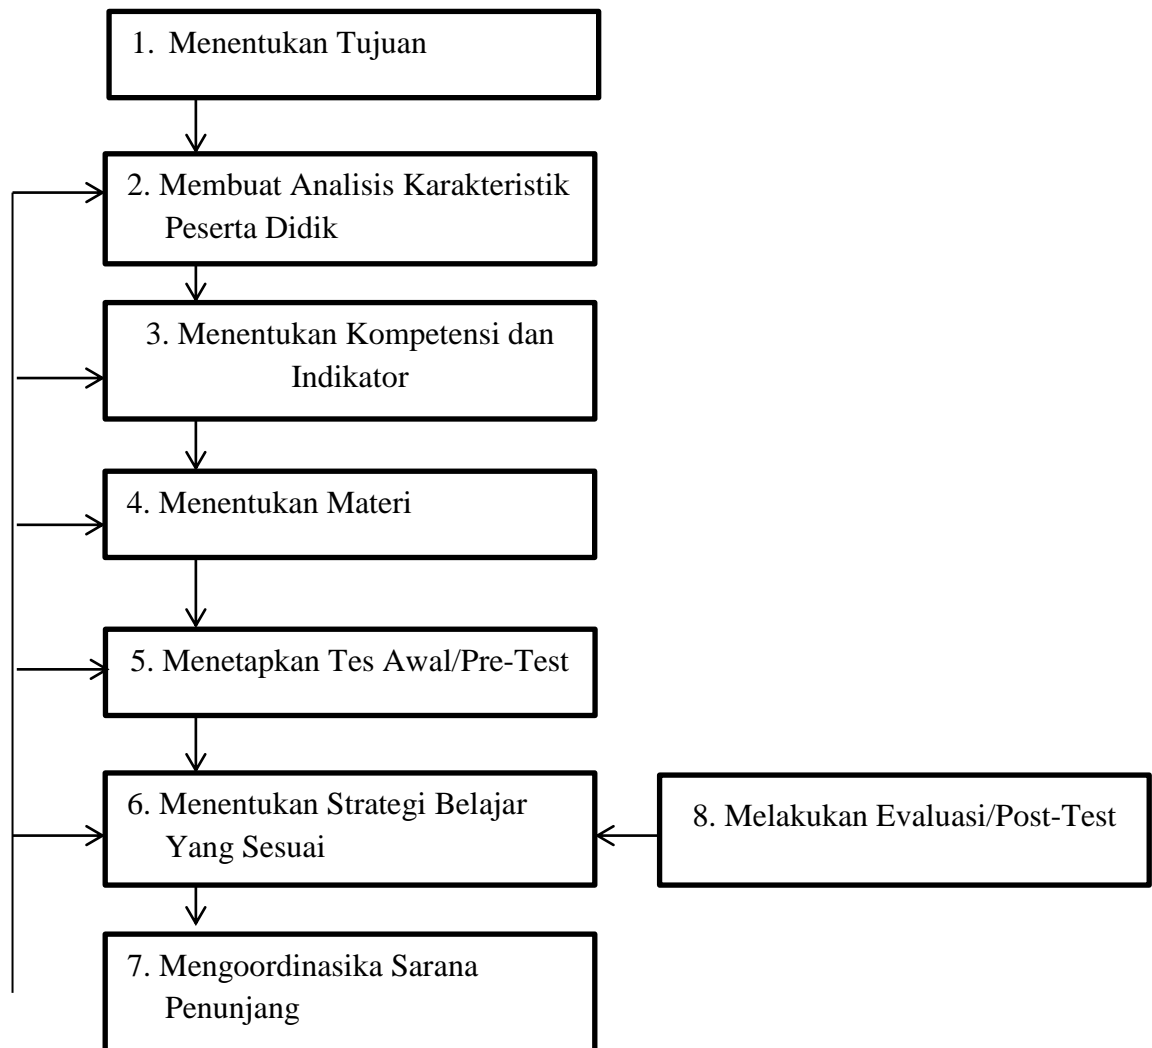 1. Menentukan Tujuan
2. Membuat Analisis Karakteristik
Peserta Didik
3. Menentukan Kompetensi dan
Indikator
4. Menentukan Materi
5. Menetapkan Tes Awal/Pre-Test
6. Menentukan Strategi Belajar
Yang Sesuai
8. Melakukan Evaluasi/Post-Test
7. Mengoordinasika Sarana
Penunjang